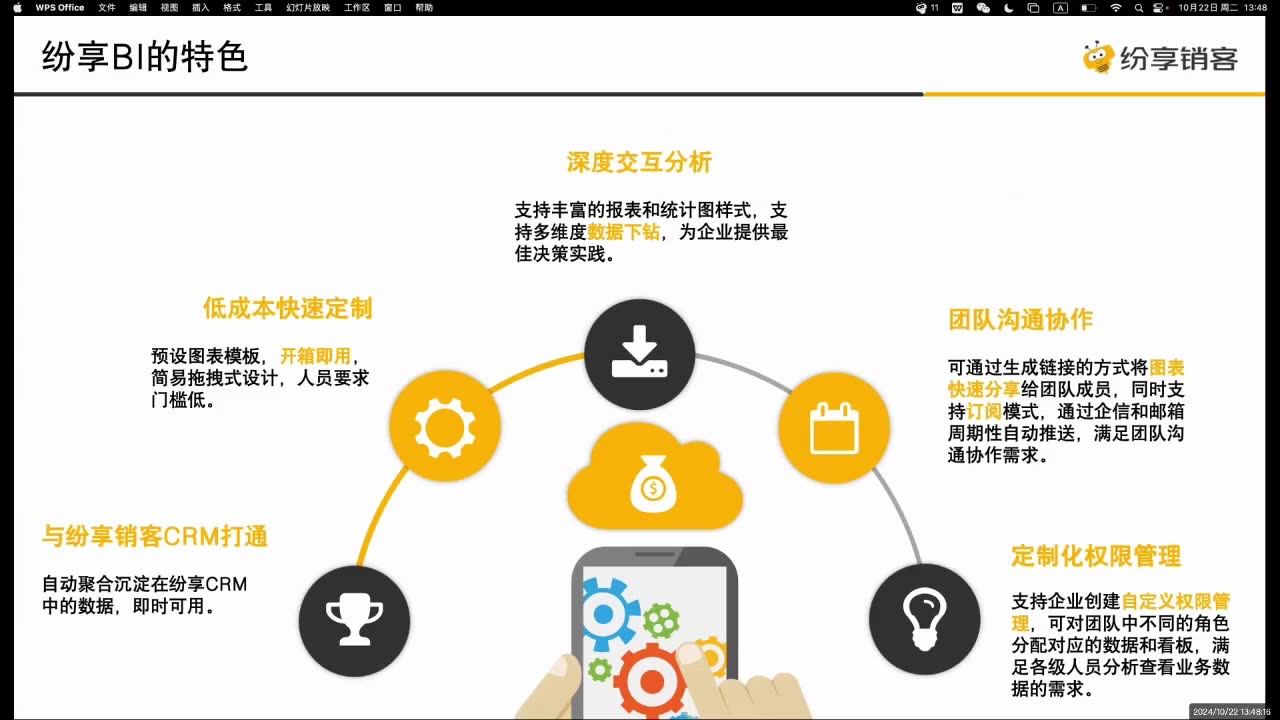 WPS Office 文件 编辑 视图 插入 格式 工具 幻灯片放映 工作区 窗口 帮助
11 A 10月22日 周二 13:48
纷享BI的特色
纷享销客
深度交互分析
支持丰富的报表和统计图样式，支
持多维度数据下钻，为企业提供最
佳决策实践。
低成本快速定制
预设图表模板，开箱即用，
简易拖拽式设计，人员要求
门槛低。
团队沟通协作
可通过生成链接的方式将图表
快速分享给团队成员，同时支
持订阅模式，通过企信和邮箱
周期性自动推送，满足团队沟
通协作需求。
与纷享销客CRM打通
自动聚合沉淀在纷享CRM
中的数据，即时可用。
定制化权限管理
支持企业创建自定义权限管
理，可对团队中不同的角色
分配对应的数据和看板，满
足各级人员分析查看业务数
据的需求。
2024/10/22 13:48:16